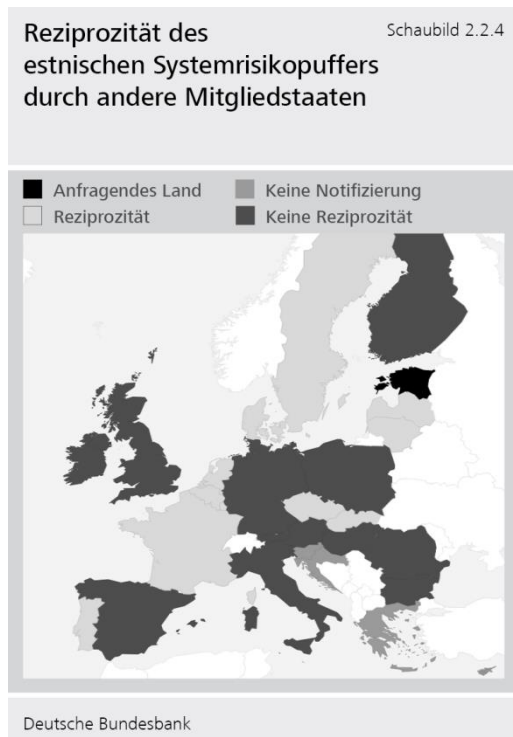 Reziprozität des
estnischen Systemrisikopuffers
durch andere Mitgliedstaaten
Schaubild 2.2.4
Anfragendes Land
Keine Notifizierung
Reziprozität
Keine Reziprozität
Deutsche Bundesbank